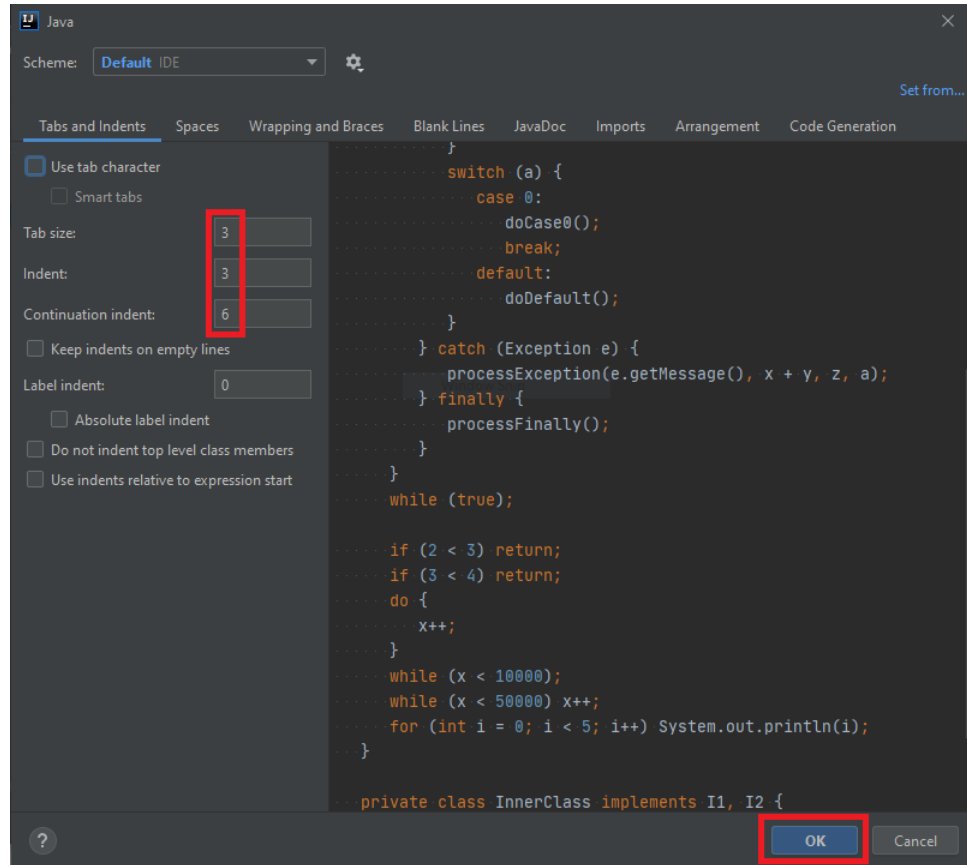 Java
Scheme: Default IDE
Set from...
Tabs and Indents Spaces Wrapping and Braces Blank Lines JavaDoc Imports Arrangement Code Generation
Use tab character
Smart tabs
Tab size: 3
Indent: 3
Continuation indent: 6
Keep indents on empty lines
Label indent: 0
Absolute label indent
Do not indent top level class members
Use indents relative to expression start
}
switch (a) {
case 0:
doCase0();
break;
default:
doDefault();
}
} catch (Exception e) {
processException(e.getMessage(), x + y, z, a);
} finally {
processFinally();
}
}
while (true);
if (2 < 3) return;
if (3 < 4) return;
do {
x++;
}
while (x < 10000);
while (x < 50000) x++;
for (int i = 0; i < 5; i++) System.out.println(i);
}
private class InnerClass implements I1, I2 {
?
OK Cancel